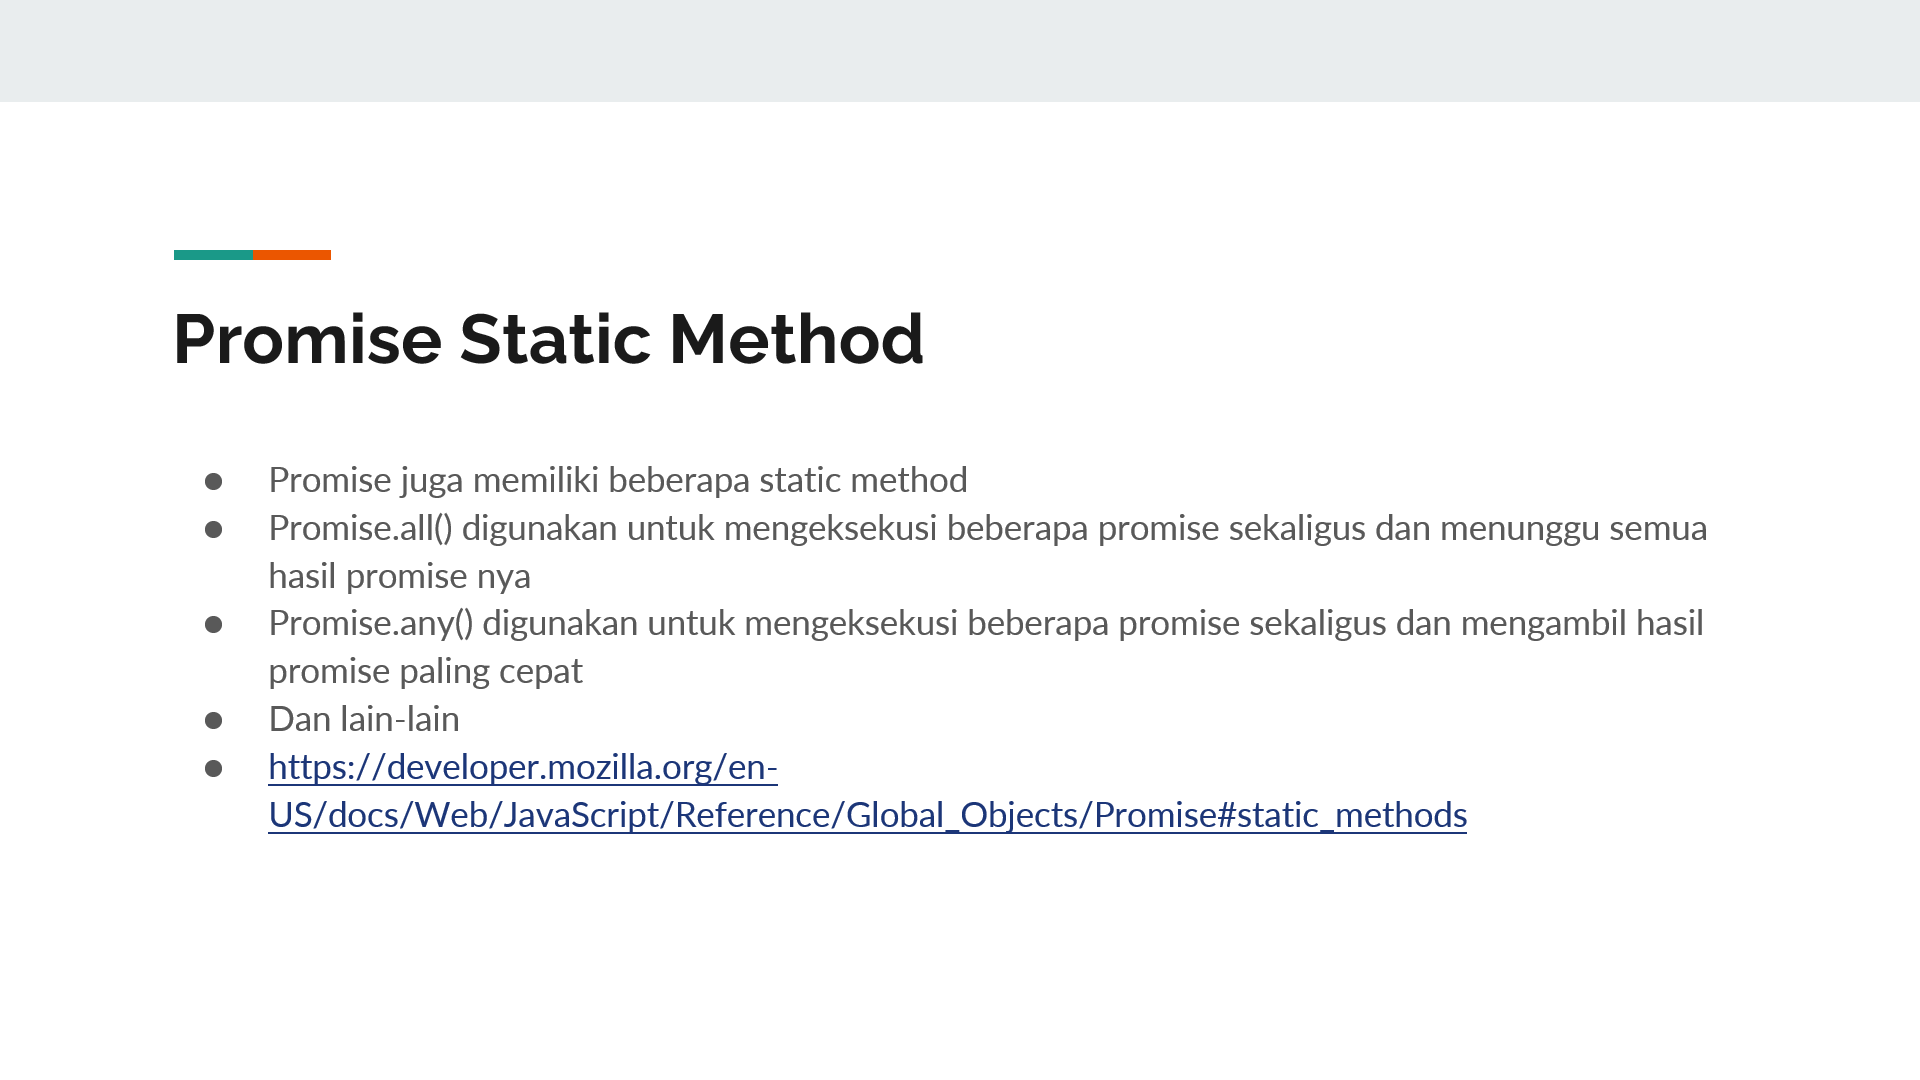 Promise Static Method
● Promise juga memiliki beberapa static method
● Promise.all() digunakan untuk mengeksekusi beberapa promise sekaligus dan menunggu semua
hasil promise nya
● Promise.any() digunakan untuk mengeksekusi beberapa promise sekaligus dan mengambil hasil
promise paling cepat
● Dan lain-lain
● https://developer.mozilla.org/en-
US/docs/Web/JavaScript/Reference/Global_Objects/Promise#static_methods